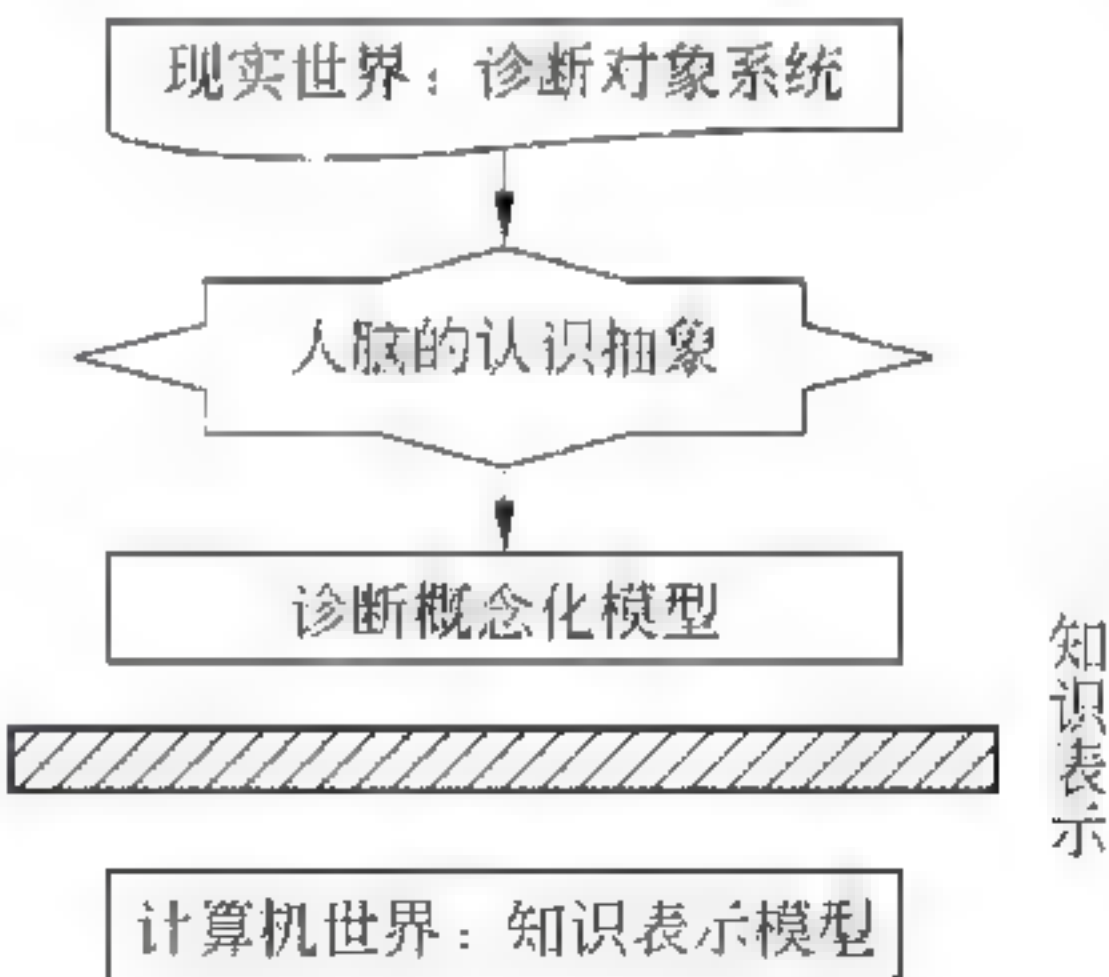 现实世界：诊断对象系统
人脑的认识抽象
诊断概念化模型
知识表示
计算机世界：知识表示模型